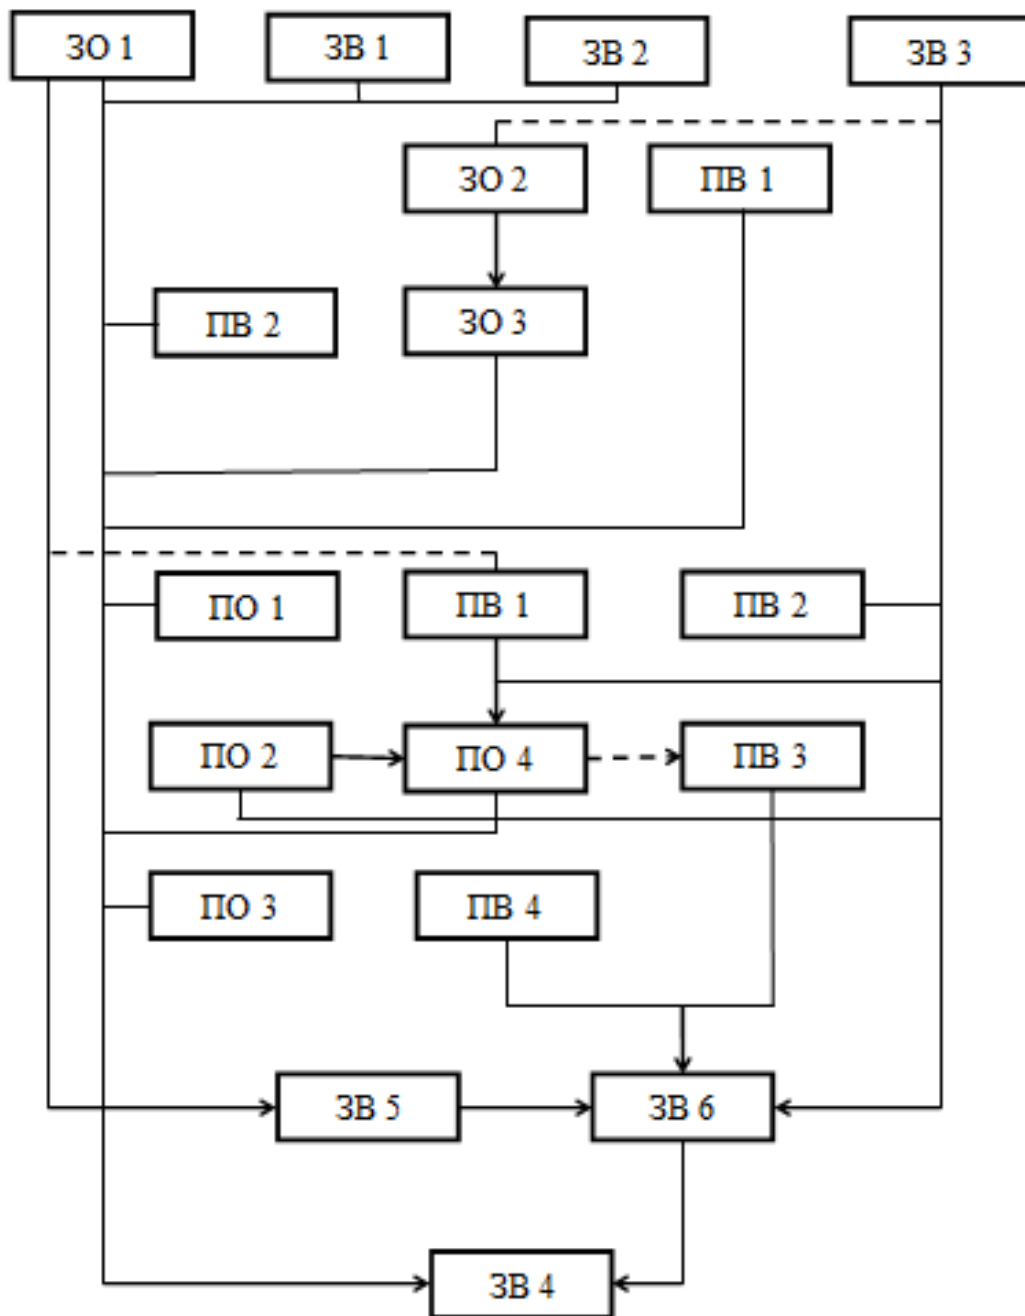 ЗО 1
ЗВ 1
ЗВ 2
ЗВ 3
ЗО 2
ПВ 1
ПВ 2
ЗО 3
ПО 1
ПВ 1
ПВ 2
ПО 2
ПО 4
ПВ 3
ПО 3
ПВ 4
ЗВ 5
ЗВ 6
ЗВ 4